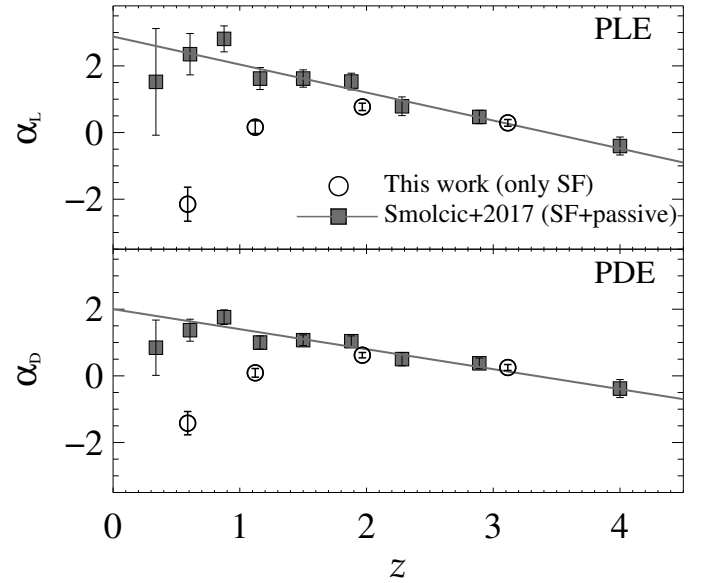 PLE
2
0
−2
α_L
This work (only SF)
Smolcic+2017 (SF+passive)
PDE
2
0
−2
α_D
0 1 2 3 4
z